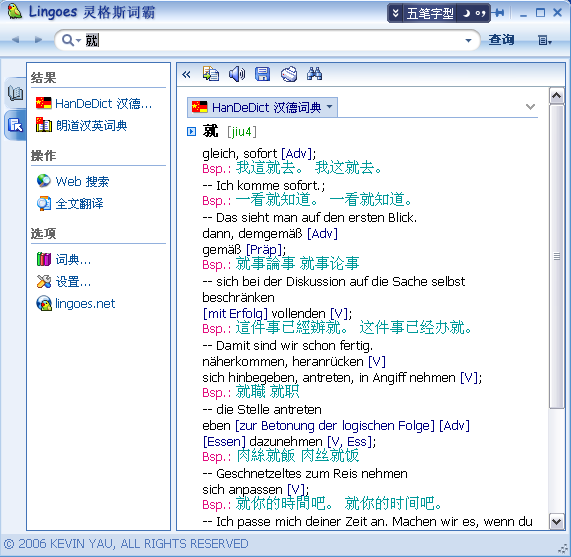 Lingoes 灵格斯词霸
五笔字型
就
查询
结果
HanDeDict 汉德...
朗道汉英词典
操作
Web 搜索
全文翻译
选项
词典...
设置...
lingoes.net
HanDeDict 汉德词典
就 [jiu4]
gleich, sofort [Adv];
Bsp.: 我這就去。 我这就去。
-- Ich komme sofort.;
Bsp.: 一看就知道。 一看就知道。
-- Das sieht man auf den ersten Blick.
dann, demgemäß [Adv]
gemäß [Präp];
Bsp.: 就事論事 就事论事
-- sich bei der Diskussion auf die Sache selbst
beschränken
[mit Erfolg] vollenden [V];
Bsp.: 這件事已經辦就。 这件事已经办就。
-- Damit sind wir schon fertig.
näherkommen, heranrücken [V]
sich hinbegeben, antreten, in Angiff nehmen [V];
Bsp.: 就職 就职
-- die Stelle antreten
eben [zur Betonung der logischen Folge] [Adv]
[Essen] dazunehmen [V, Ess];
Bsp.: 肉絲就飯 肉丝就饭
-- Geschnetzeltes zum Reis nehmen
sich anpassen [V];
Bsp.: 就你的時間吧。 就你的时间吧。
-- Ich passe mich deiner Zeit an. Machen wir es, wenn du
© 2006 KEVIN YAU, ALL RIGHTS RESERVED